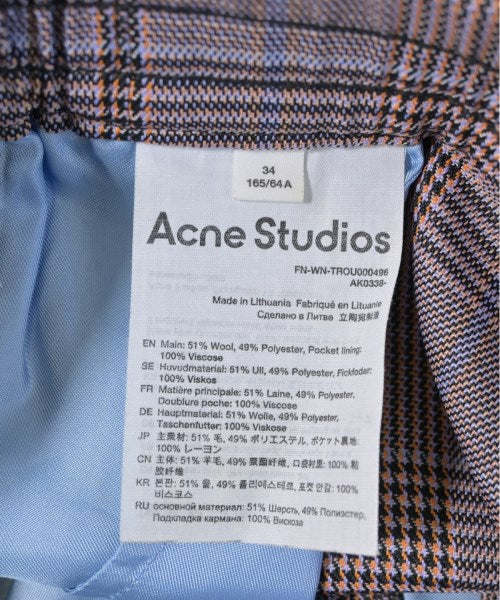 34
165/64A
Acne Studios
FN-WN-TROU000496
AK0338-
Made in Lithuania Fabriqué en Lituanie
Сделано в Литве 立陶宛制造
EN Main: 51% Wool, 49% Polyester, Pocket lining:
100% Viscose
SE Huvudmaterial: 51% Ull, 49% Polyester, Fickfoder:
100% Viskos
FR Matière principale: 51% Laine, 49% Polyester,
Doublure poche: 100% Viscose
DE Hauptmaterial: 51% Wolle, 49% Polyester,
Taschenfutter: 100% Viskose
JP 主素材: 51% 毛, 49% ポリエステル, ポケット裏地:
100% レーヨン
CN 主体: 51% 羊毛, 49% 聚酯纤维, 口袋衬里: 100% 粘
胶纤维
KR 본판: 51% 울, 49% 폴리에스테르, 포켓 안감: 100%
비스코스
RU основной материал: 51% Шерсть, 49% Полиэстер,
Подкладка кармана: 100% Вискоза